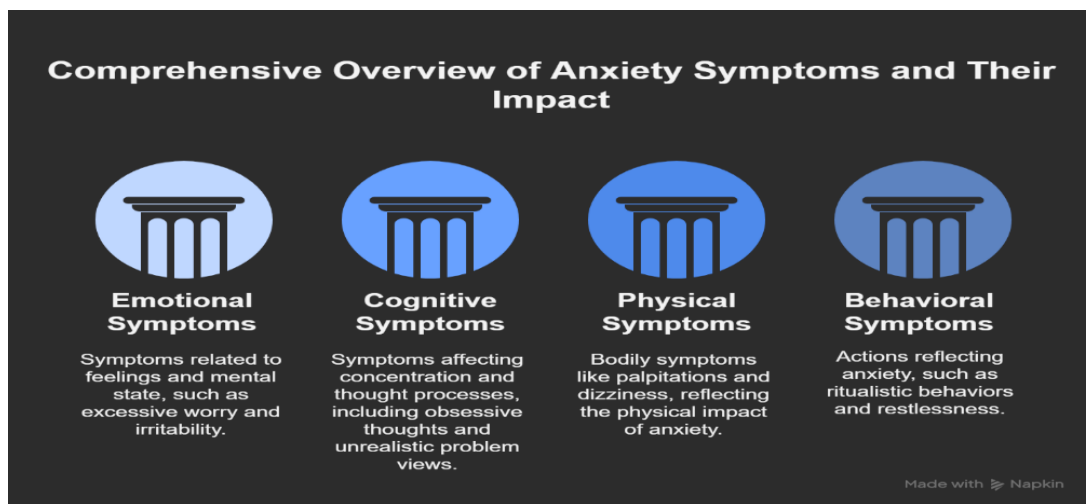 Comprehensive Overview of Anxiety Symptoms and Their
Impact
Emotional
Symptoms
Symptoms related to
feelings and mental
state, such as
excessive worry and
irritability.
Cognitive
Symptoms
Symptoms affecting
concentration and
thought processes,
including obsessive
thoughts and
unrealistic problem
views.
Physical
Symptoms
Bodily symptoms
like palpitations and
dizziness, reflecting
the physical impact
of anxiety.
Behavioral
Symptoms
Actions reflecting
anxiety, such as
ritualistic behaviors
and restlessness.
Made with Napkin